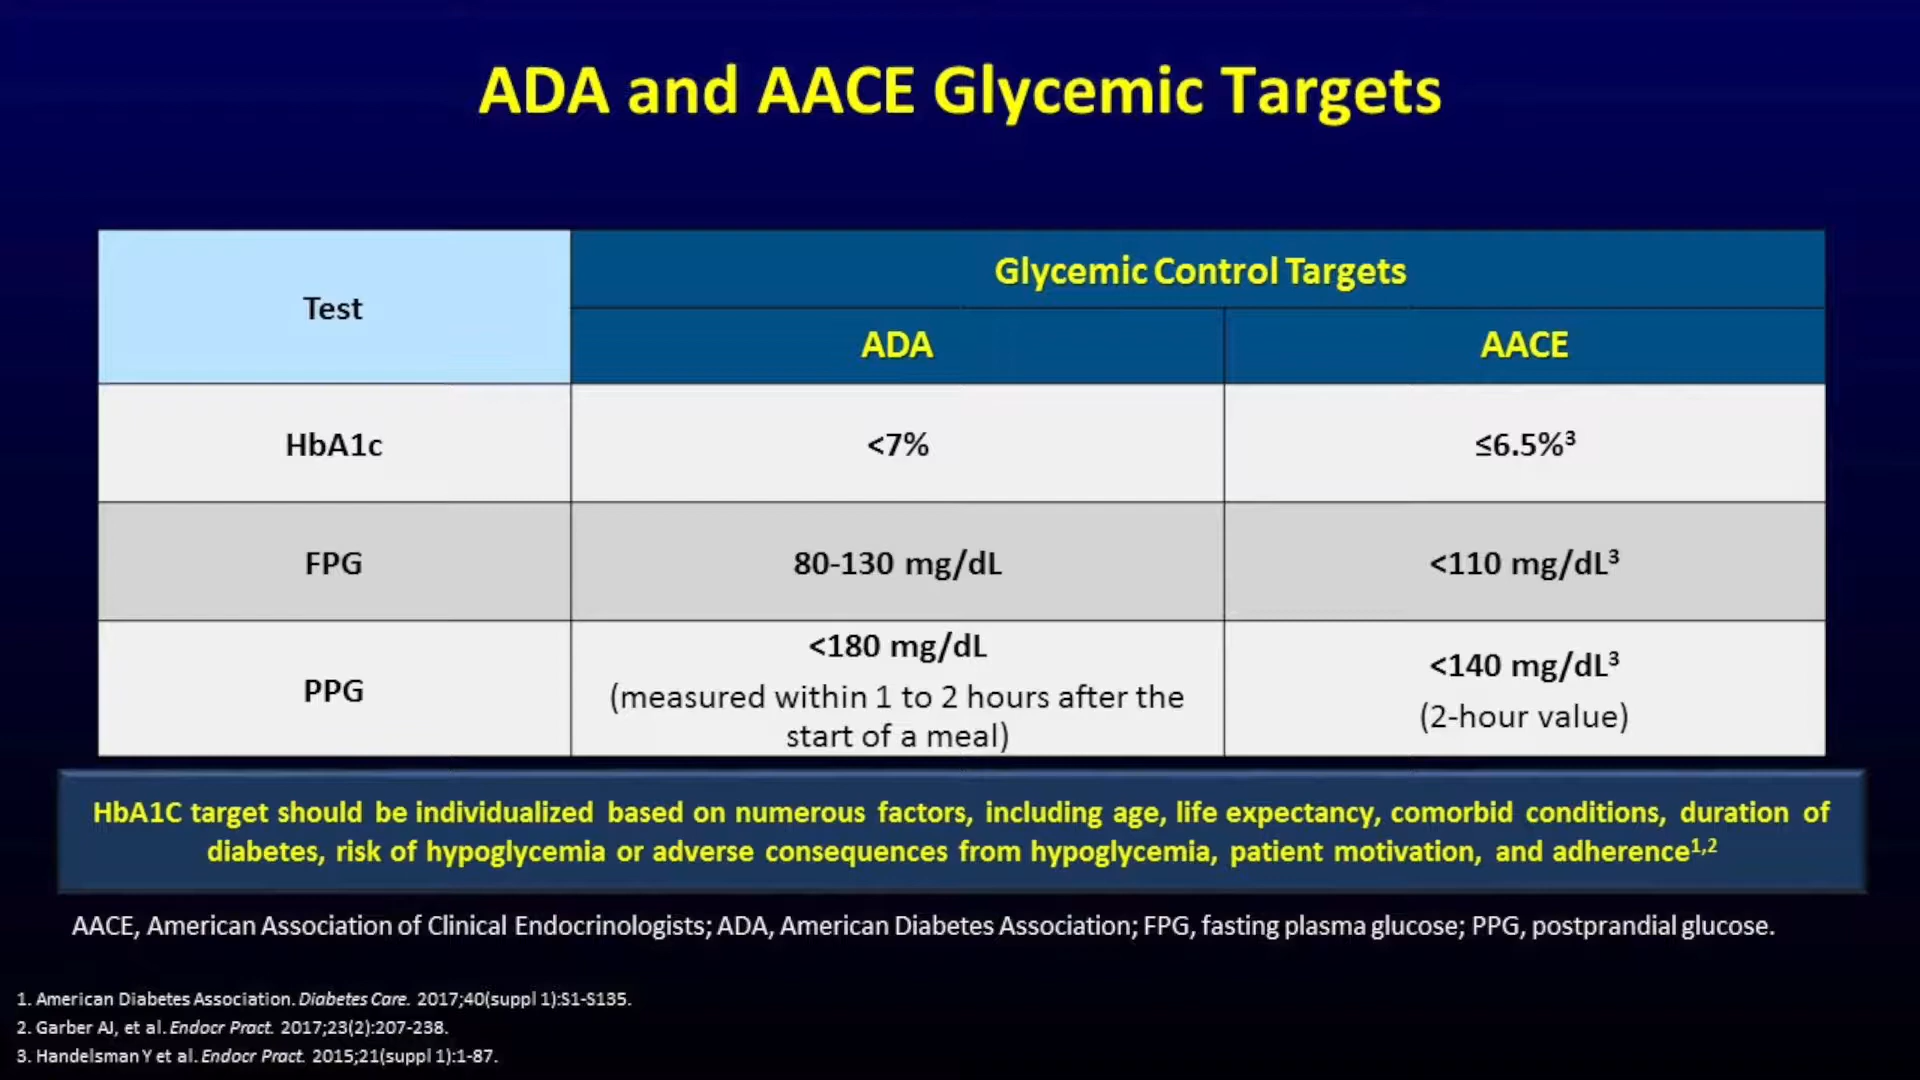 ADA and AACE Glycemic Targets
Test
Glycemic Control Targets
ADA
AACE
HbA1c
<7%
≤6.5%³
FPG
80-130 mg/dL
<110 mg/dL³
PPG
<180 mg/dL
(measured within 1 to 2 hours after the
start of a meal)
<140 mg/dL³
(2-hour value)
HbA1C target should be individualized based on numerous factors, including age, life expectancy, comorbid conditions, duration of
diabetes, risk of hypoglycemia or adverse consequences from hypoglycemia, patient motivation, and adherence¹,²
AACE, American Association of Clinical Endocrinologists; ADA, American Diabetes Association; FPG, fasting plasma glucose; PPG, postprandial glucose.
1. American Diabetes Association. Diabetes Care. 2017;40(suppl 1):S1-S135.
2. Garber AJ, et al. Endocr Pract. 2017;23(2):207-238.
3. Handelsman Y et al. Endocr Pract. 2015;21(suppl 1):1-87.